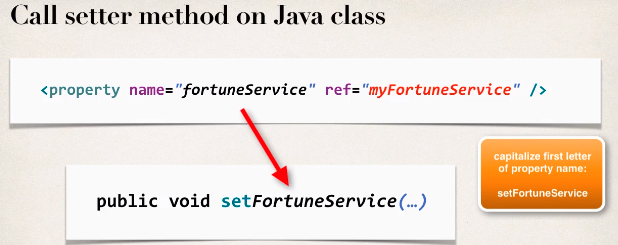 Call setter method on Java class
<property name="fortuneService" ref="myFortuneService" />
public void setFortuneService(…)
capitalize first letter
of property name:
setFortuneService